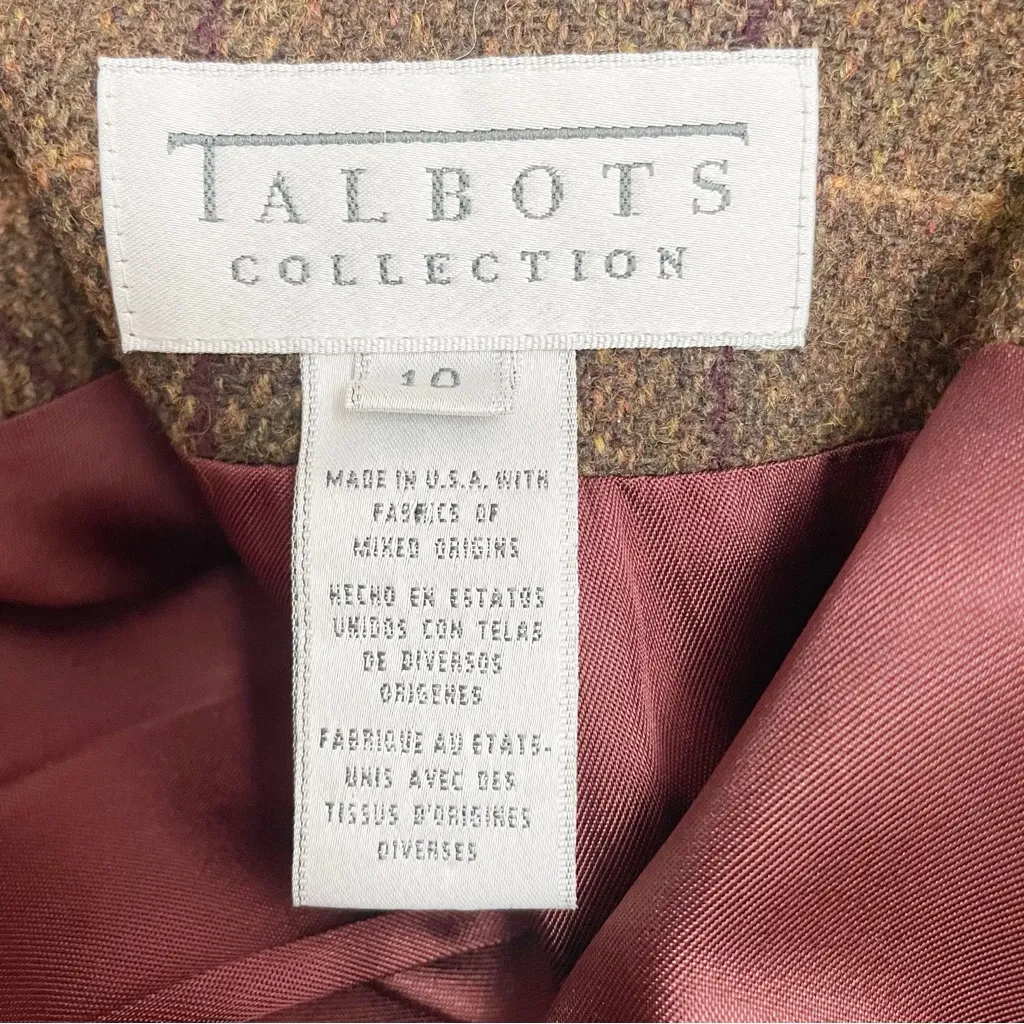 TALBOTS
COLLECTION
10
MADE IN U.S.A. WITH
FABRICS OF
MIXED ORIGINS
HECHO EN ESTATOS
UNIDOS CON TELAS
DE DIVERSOS
ORIGENES
FABRIQUE AU ETATS-
UNIS AVEC DES
TISSUS D'ORIGINES
DIVERSES